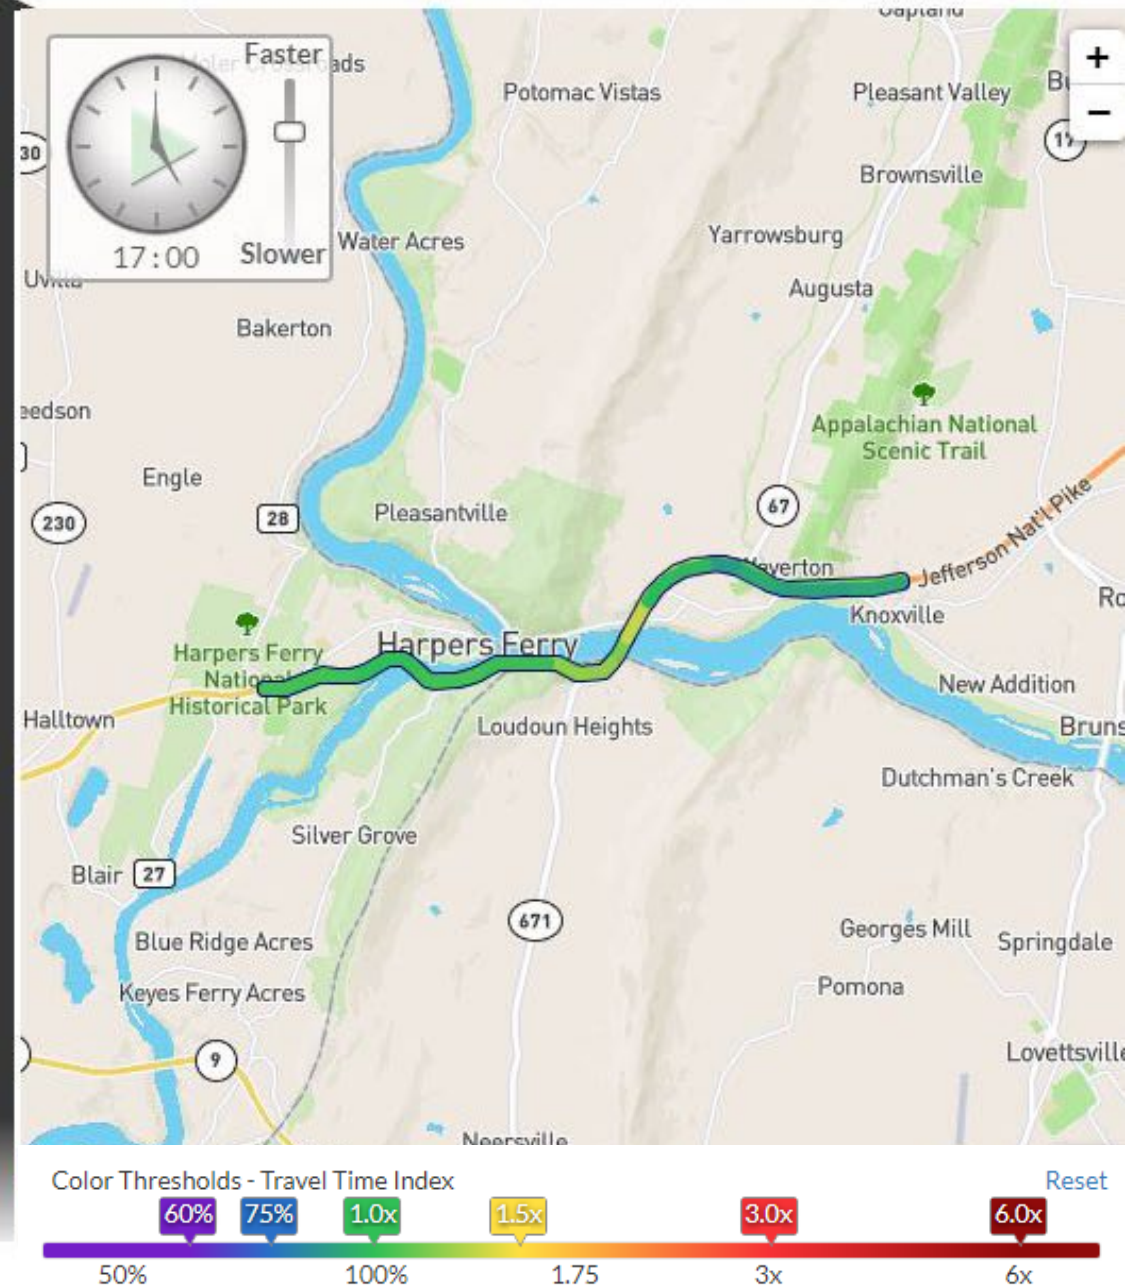 Faster
17:00
Slower
+
−
Potomac Vistas
Pleasant Valley
Brownsville
Water Acres
Yarrowsburg
Augusta
Bakerton
Appalachian National
Scenic Trail
Engle
28
230
Pleasantville
67
Jefferson Nat'l Pike
Knoxville
Harpers Ferry
Harpers Ferry
National
Historical Park
Halltown
Loudoun Heights
New Addition
Dutchman's Creek
Silver Grove
Blair
27
671
Georges Mill
Springdale
Blue Ridge Acres
Keyes Ferry Acres
Pomona
9
Lovettsville
Neersville
Color Thresholds - Travel Time Index
Reset
60% 75% 1.0x 1.5x 3.0x 6.0x
50% 100% 1.75 3x 6x